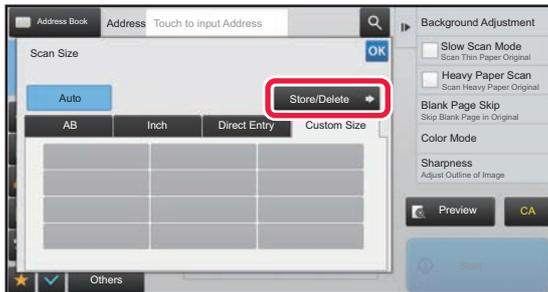 Address Book
Address Touch to input Address
Scan Size
OK
Auto
Store/Delete
AB
Inch
Direct Entry
Custom Size
Others
Background Adjustment
Slow Scan Mode
Scan Thin Paper Original
Heavy Paper Scan
Scan Heavy Paper Original
Blank Page Skip
Skip Blank Page in Original
Color Mode
Sharpness
Adjust Outline of Image
Preview
CA
Start